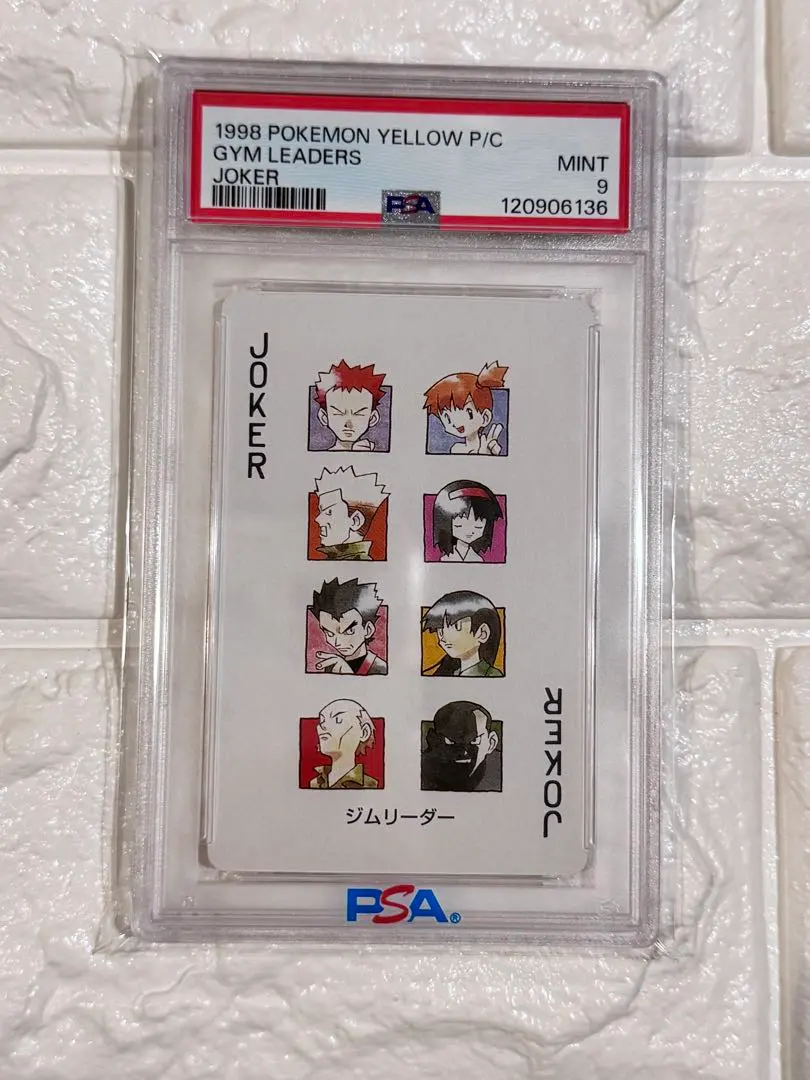 1998 POKEMON YELLOW P/C
GYM LEADERS
MINT
JOKER
9
PSA
120906136
JOKER
JOKER
ジムリーダー
PSA®